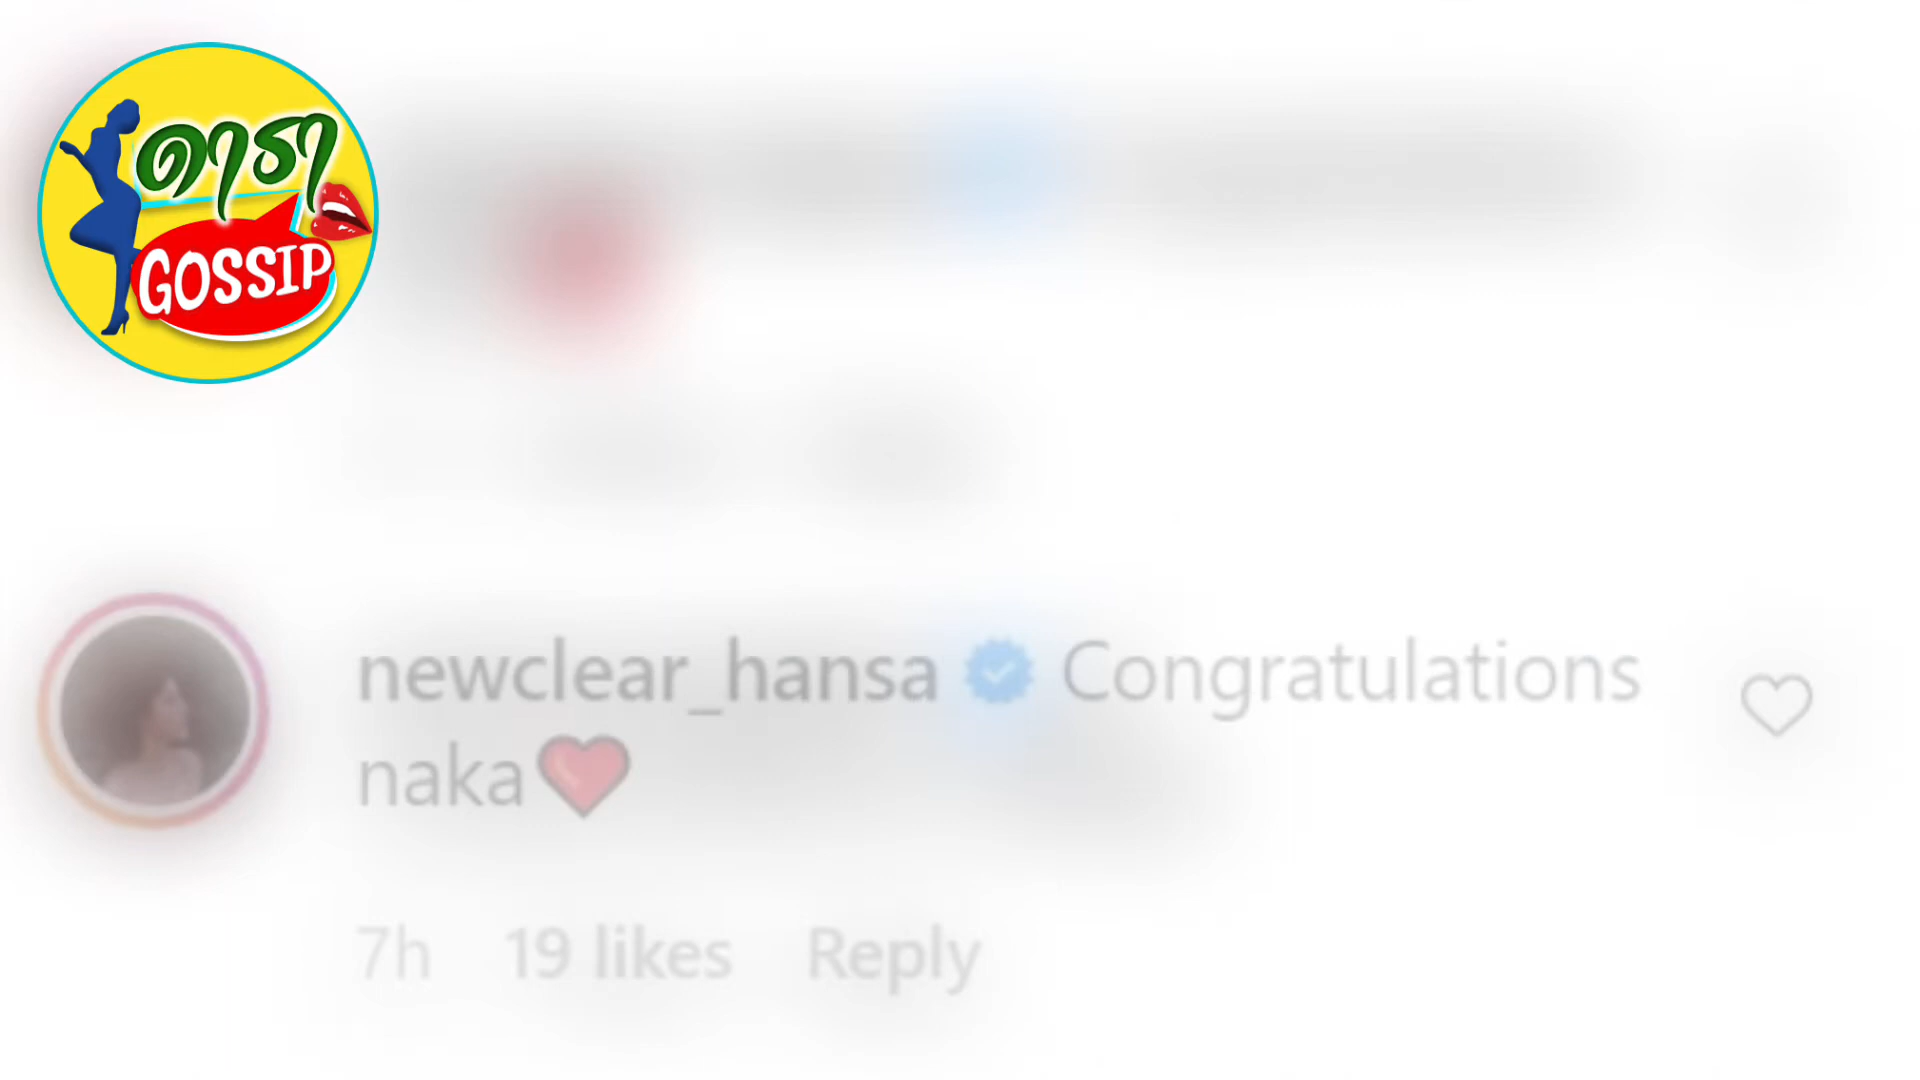 ดารา
GOSSIP
newclear_hansa Congratulations
naka❤️
7h 19 likes Reply